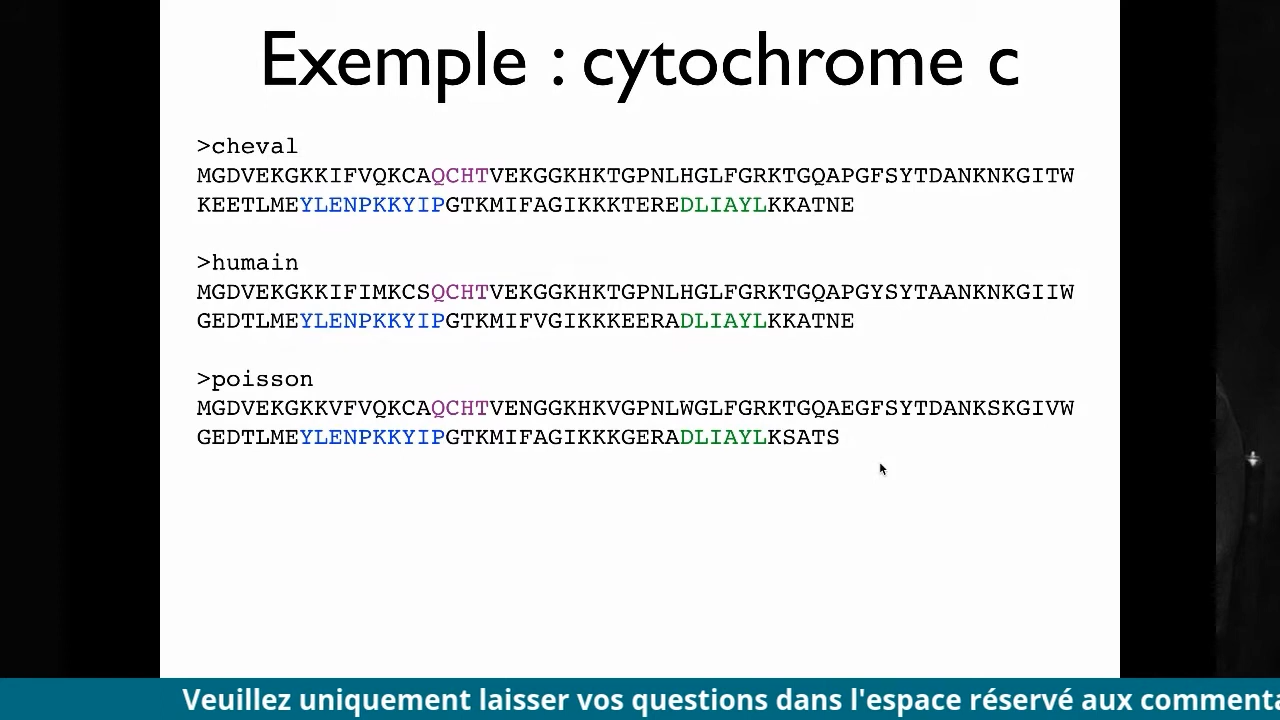 Exemple : cytochrome c
>cheval
MGDVEKGKKIFVQKCAQCHTVEKGGKHKTGPNLHGLFGRKTGQAPGFSYTDANKNKGITW
KEETLMEYLENPKKYIPGTKMIFAGIKKKTEREDLIAYLKKATNE
>humain
MGDVEKGKKIFIMKCSQCHTVEKGGKHKTGPNLHGLFGRKTGQAPGYSYTAANKNKGIIW
GEDTLMEYLENPKKYIPGTKMIFVGIKKKEERADLIAYLKKATNE
>poisson
MGDVEKGKKVFVQKCAQCHTVENGGKHKVGPNLWGLFGRKTGQAEGFSYTDANKSKGIVW
GEDTLMEYLENPKKYIPGTKMIFAGIKKKGERADLIAYLKSATS
Veuillez uniquement laisser vos questions dans l'espace réservé aux commenta